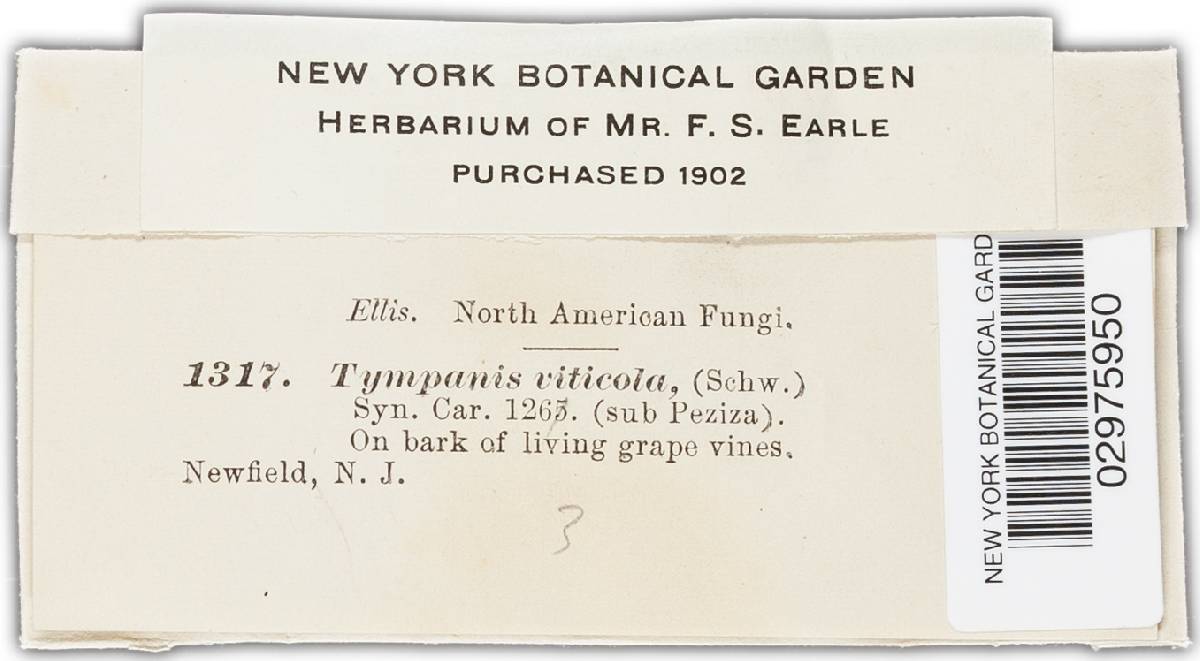 NEW YORK BOTANICAL GARDEN
HERBARIUM OF MR. F. S. EARLE
PURCHASED 1902
Ellis. North American Fungi.
1317. Tympanis viticola, (Schw.)
Syn. Car. 1265. (sub Peziza).
On bark of living grape vines.
Newfield, N. J.
3
NEW YORK BOTANICAL GARD
02975950